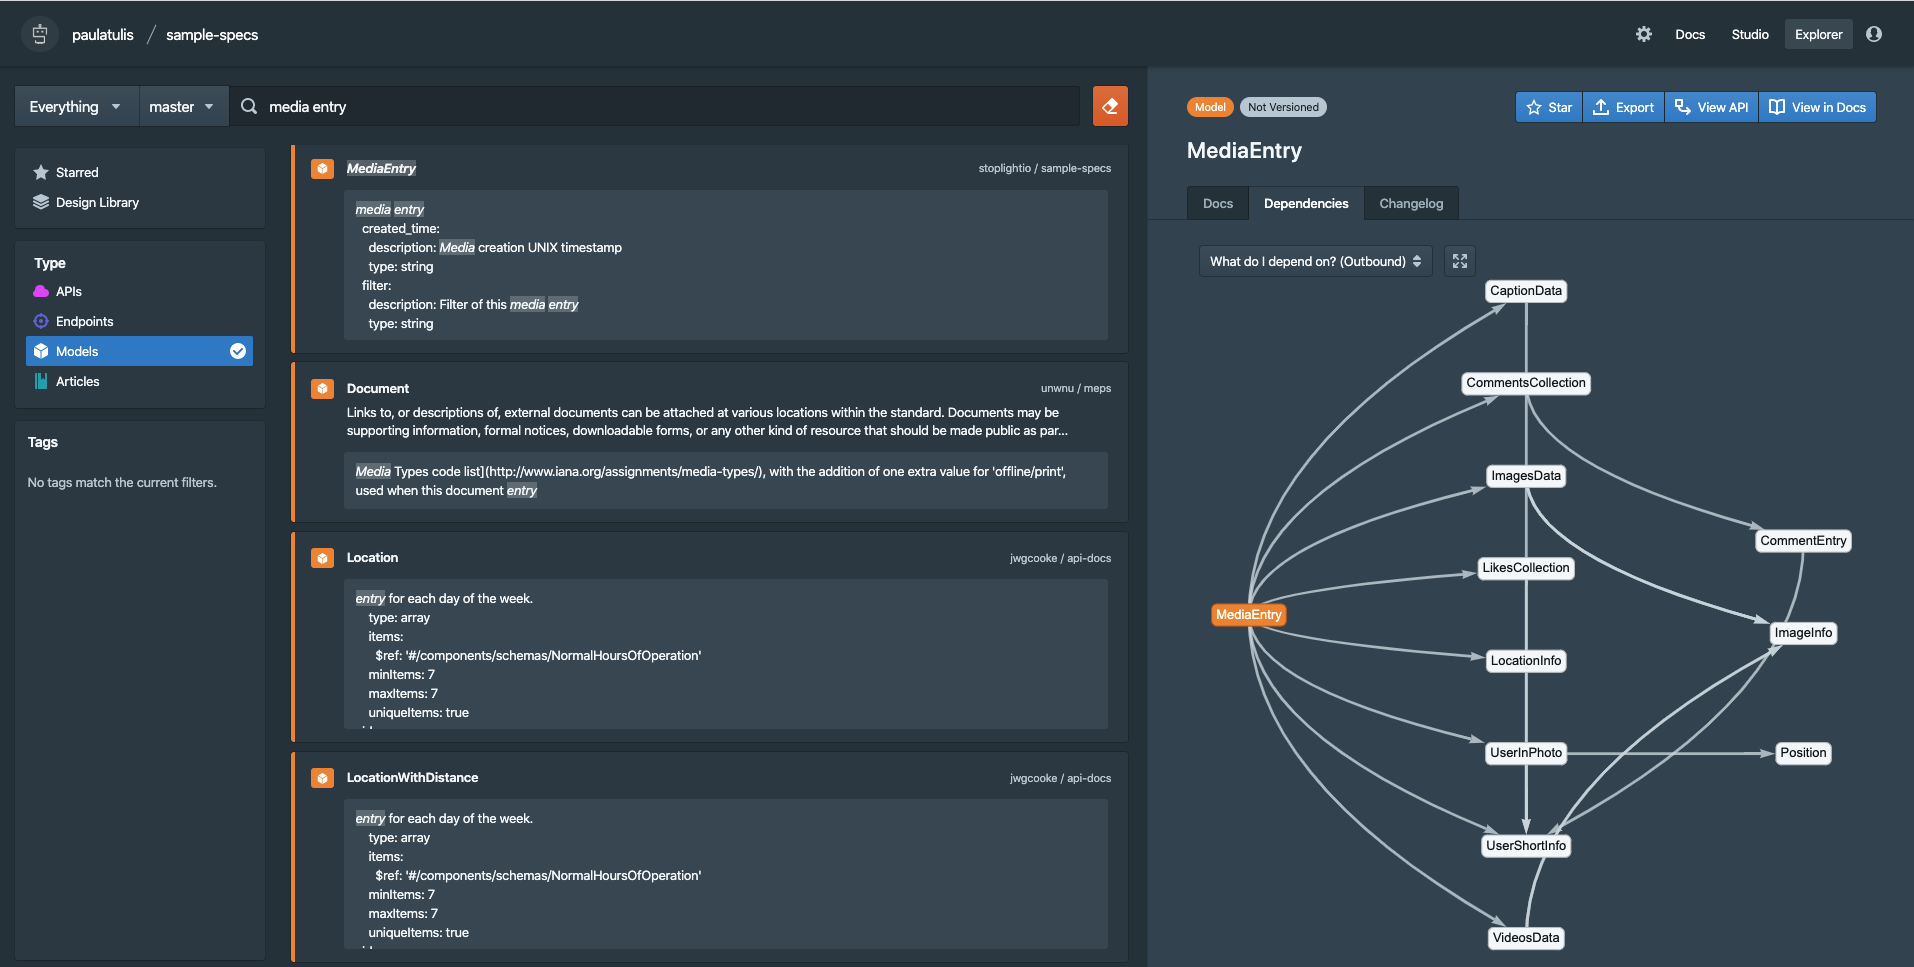 paulatulis / sample-specs
Docs
Studio
Explorer
Everything
master
media entry
Starred
Design Library
Type
APIs
Endpoints
Models
Articles
Tags
No tags match the current filters.
MediaEntry
stoplightio / sample-specs
media entry
created_time:
description: Media creation UNIX timestamp
type: string
filter:
description: Filter of this media entry
type: string
Document
unwnu / meps
Links to, or descriptions of, external documents can be attached at various locations within the standard. Documents may be
supporting information, formal notices, downloadable forms, or any other kind of resource that should be made public as par...
Media Types code list](http://www.iana.org/assignments/media-types/), with the addition of one extra value for 'offline/print',
used when this document entry
Location
jwgcooke / api-docs
entry for each day of the week.
type: array
items:
$ref: '#/components/schemas/NormalHoursOfOperation'
minItems: 7
maxItems: 7
uniqueItems: true
LocationWithDistance
jwgcooke / api-docs
entry for each day of the week.
type: array
items:
$ref: '#/components/schemas/NormalHoursOfOperation'
minItems: 7
maxItems: 7
uniqueItems: true
Model
Not Versioned
Star
Export
View API
View in Docs
MediaEntry
Docs
Dependencies
Changelog
What do I depend on? (Outbound)
CaptionData
CommentsCollection
ImagesData
CommentEntry
LikesCollection
MediaEntry
ImageInfo
LocationInfo
UserInPhoto
Position
UserShortInfo
VideosData